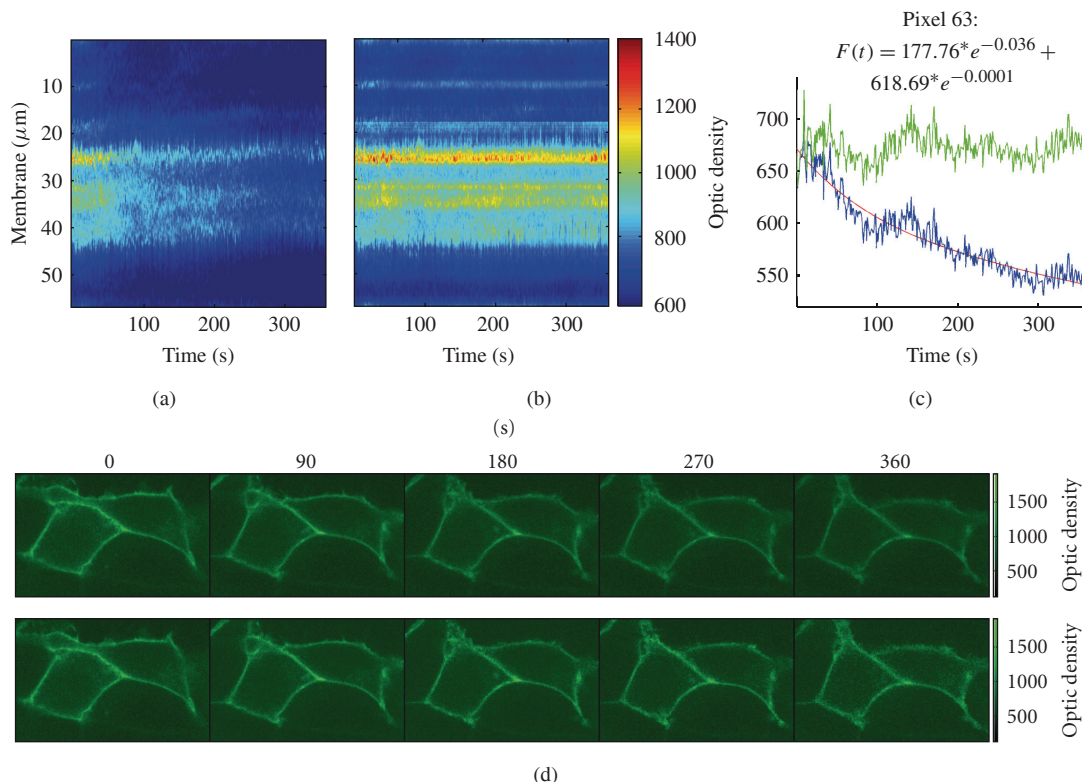 Pixel 63:
F(t) = 177.76*e−0.036 +
618.69*e−0.0001
Membrane (μm)
10
20
30
40
50
100 200 300
Time (s)
(a)
100 200 300
Time (s)
(b)
1400
1200
1000
800
600
Optic density
700
650
600
550
100 200 300
Time (s)
(c)
(s)
0 90 180 270 360
1500
1000
500
Optic density
1500
1000
500
Optic density
(d)